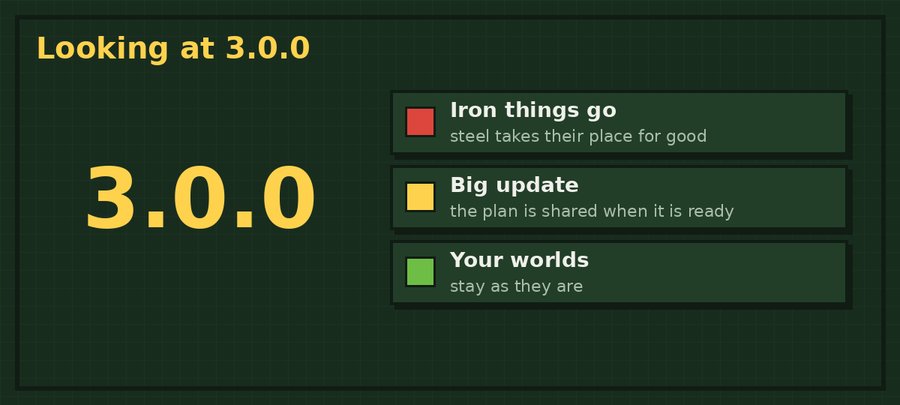 Looking at 3.0.0
3.0.0
Iron things go
steel takes their place for good
Big update
the plan is shared when it is ready
Your worlds
stay as they are